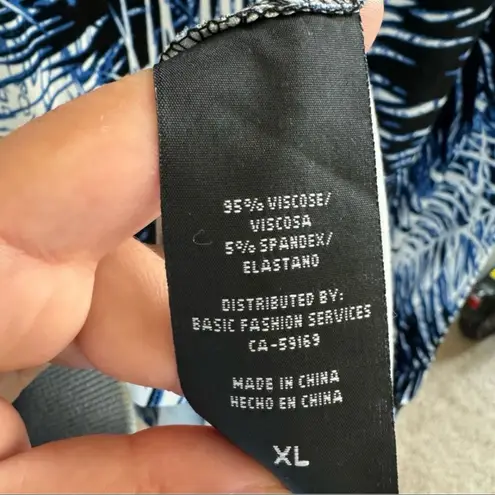 95% VISCOSE/
VISCOSA
5% SPANDEX/
ELASTANO
DISTRIBUTED BY:
BASIC FASHION SERVICES
CA-59169
MADE IN CHINA
HECHO EN CHINA
XL